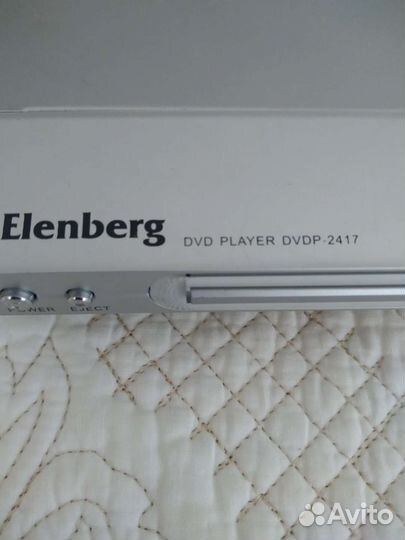 Elenberg DVD PLAYER DVDP-2417
POWER EJECT
Avito